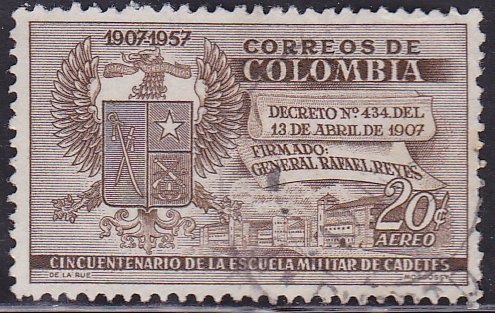 1907-1957
CORREOS DE
COLOMBIA
DECRETO Nº 434. DEL
13 DE ABRIL DE 1907
FIRMADO:
GENERAL RAFAEL REYES
20¢
AEREO
CINCUENTENARIO DE LA ESCUELA MILITAR DE CADETES
DE LA RUE